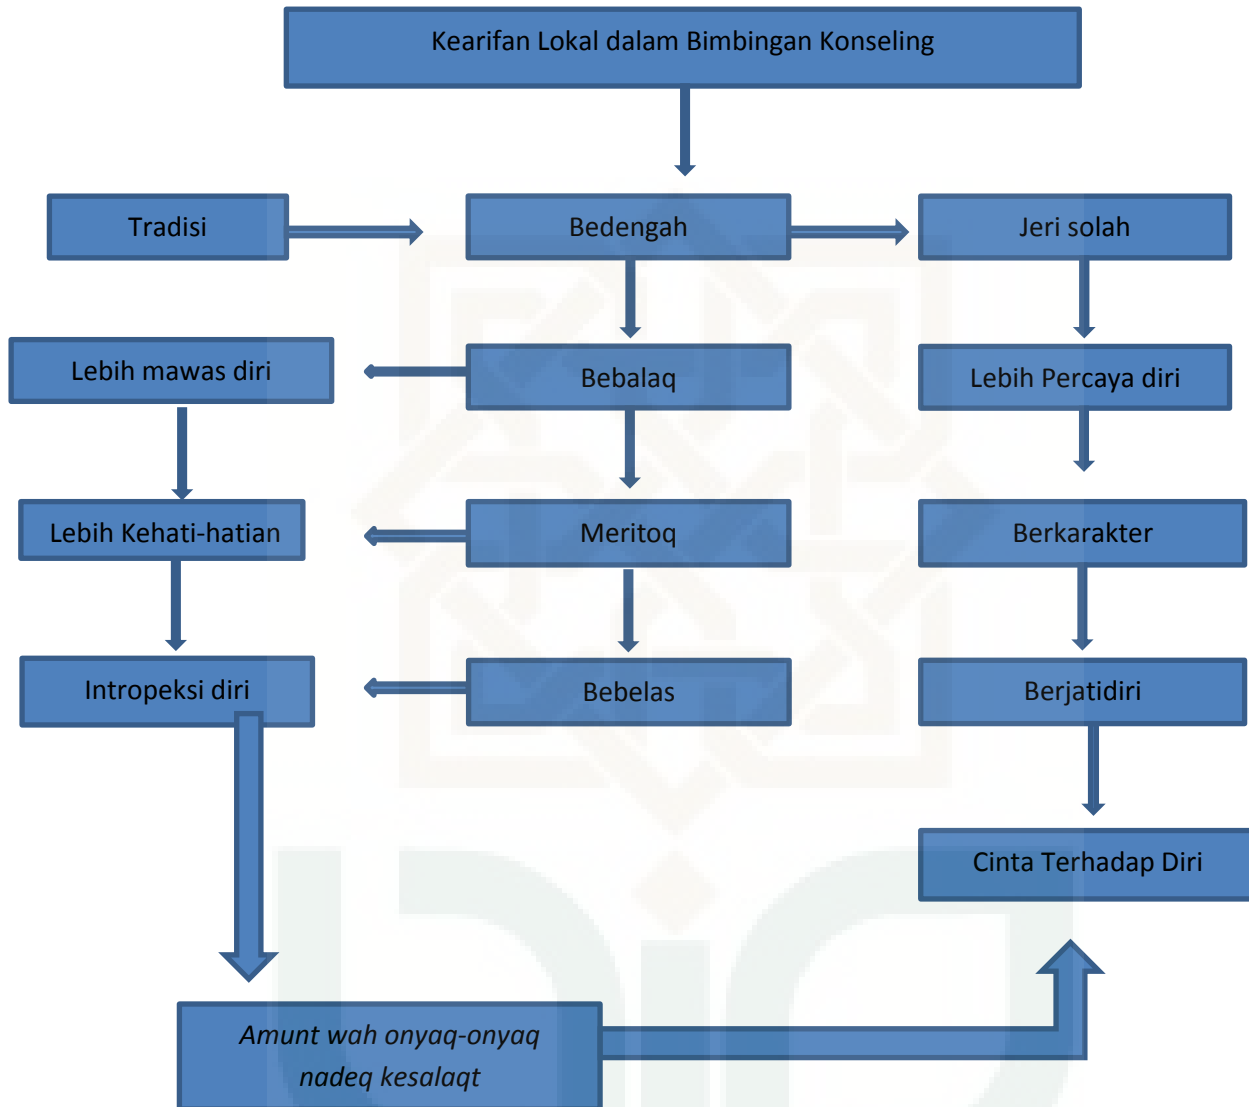 Kearifan Lokal dalam Bimbingan Konseling
Tradisi
Bedengah
Jeri solah
Lebih mawas diri
Bebalaq
Lebih Percaya diri
Lebih Kehati-hatian
Meritoq
Berkarakter
Intropeksi diri
Bebelas
Berjatidiri
Cinta Terhadap Diri
Amunt wah onyaq-onyaq
nadeq kesalaqt